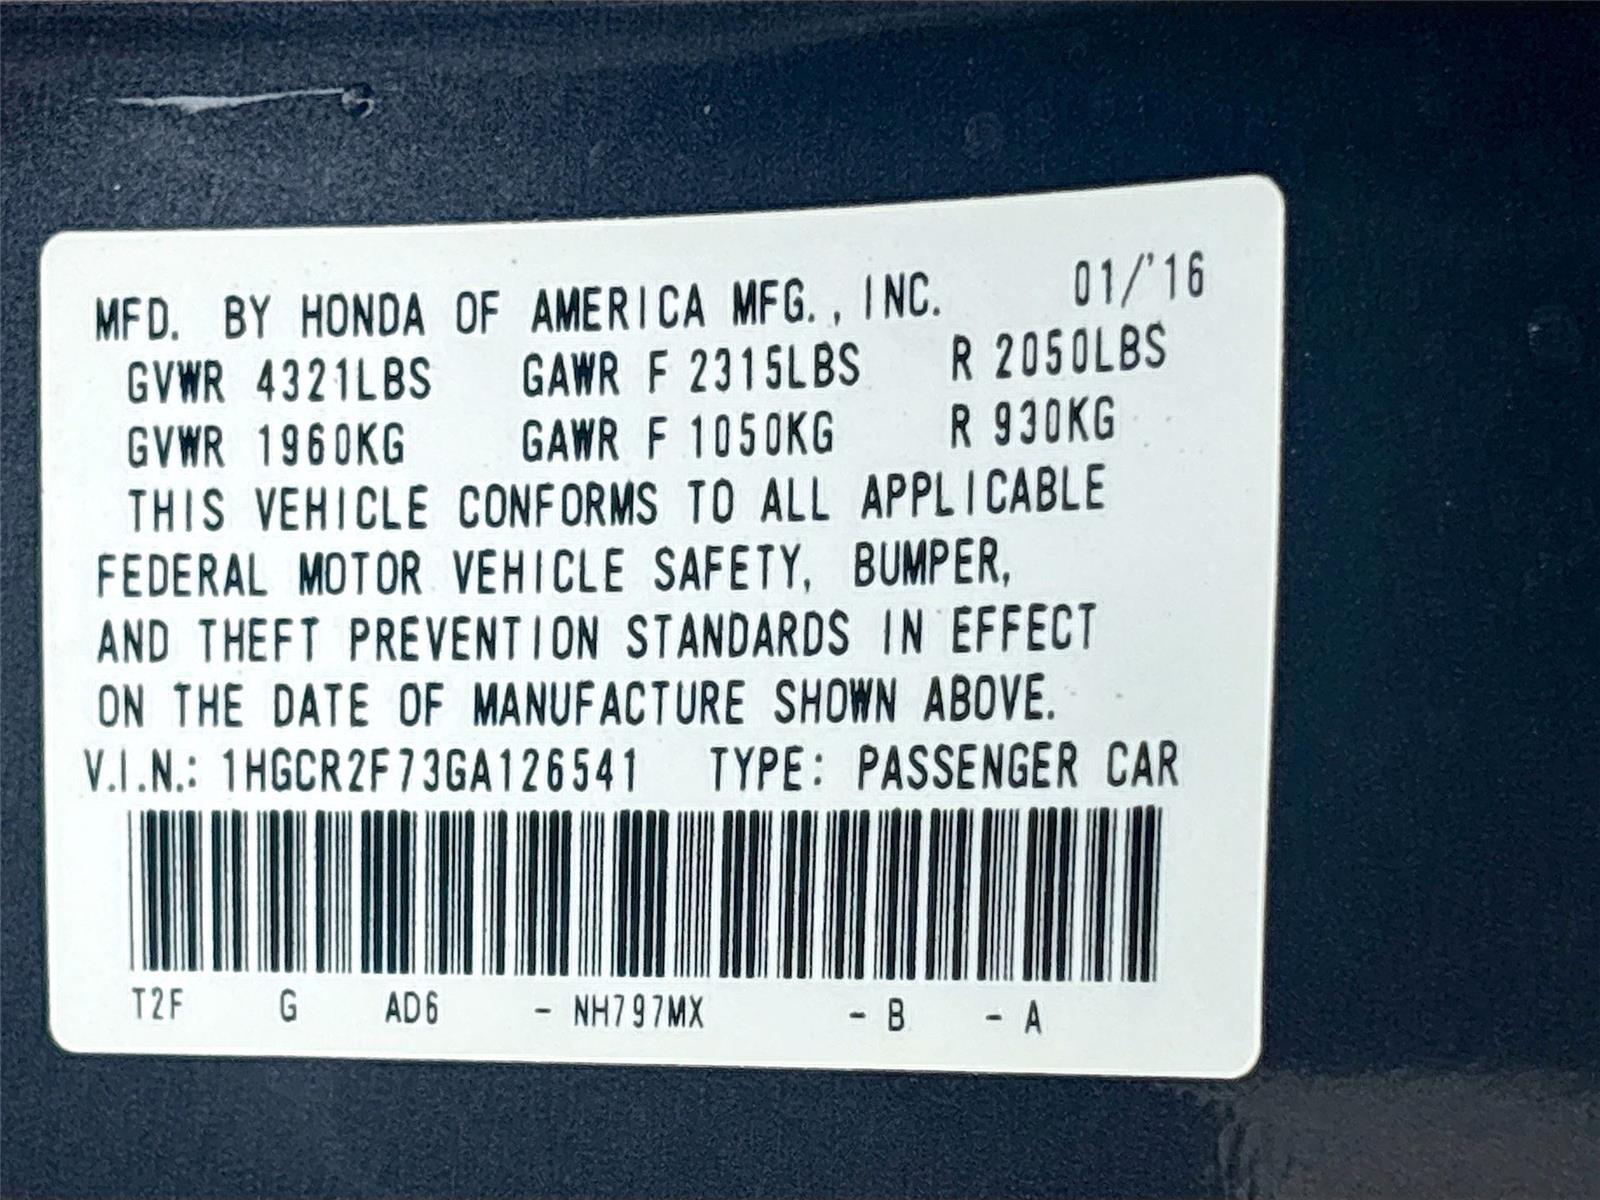 MFD. BY HONDA OF AMERICA MFG., INC. 01/'16
GVWR 4321LBS GAWR F 2315LBS R 2050LBS
GVWR 1960KG GAWR F 1050KG R 930KG
THIS VEHICLE CONFORMS TO ALL APPLICABLE
FEDERAL MOTOR VEHICLE SAFETY, BUMPER,
AND THEFT PREVENTION STANDARDS IN EFFECT
ON THE DATE OF MANUFACTURE SHOWN ABOVE.
V.I.N.: 1HGCR2F73GA126541 TYPE: PASSENGER CAR
T2F G AD6 - NH797MX - B - A